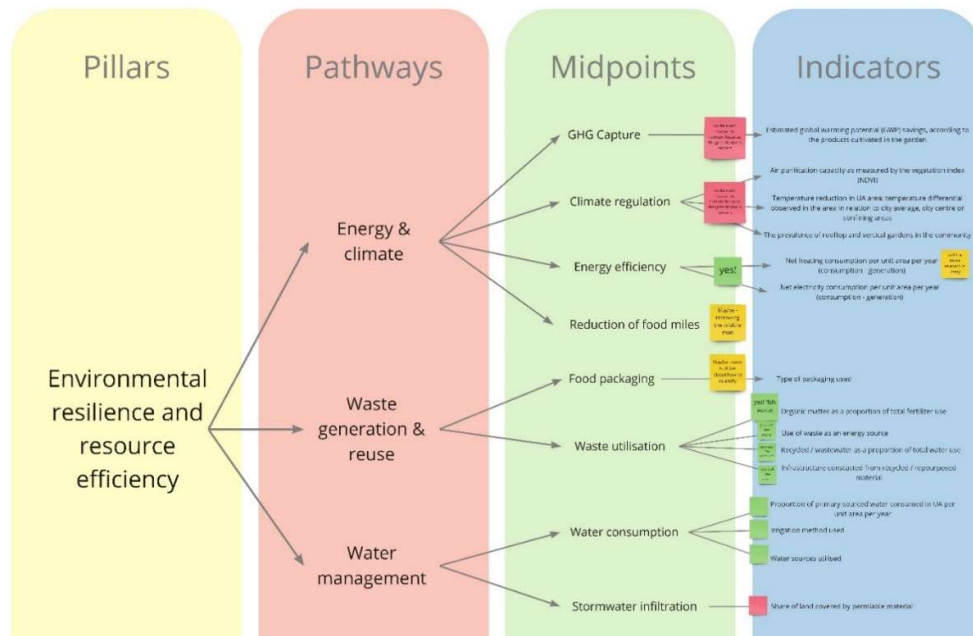 Pillars
Pathways
Midpoints
Indicators
Environmental
resilience and
resource
efficiency
Energy &
climate
Waste
generation &
reuse
Water
management
GHG Capture
Climate regulation
Energy efficiency
yes!
Reduction of food miles
Food packaging
Waste utilisation
Water consumption
Stormwater infiltration
Estimated global warming potential (GWP) savings, according to
the products cultivated in the garden
Air purification capacity as measured by the vegetation index
(NDVI)
Temperature reduction in UA area: temperature differential
observed in the area in relation to city average, city centre or
confining areas
The prevalence of rooftop and vertical gardens in the community
Net heating consumption per unit area per year
(consumption - generation)
Net electricity consumption per unit area per year
(consumption - generation)
Type of packaging used
Organic matter as a proportion of total fertilizer use
Use of waste as an energy source
Recycled / wastewater as a proportion of total water use
Infrastructure constacted from recycled / repurposed
material
Proportion of primary sourced water consumed in UA per
unit area per year
Irrigation method used
Water sources utilised
Share of land covered by permiable material